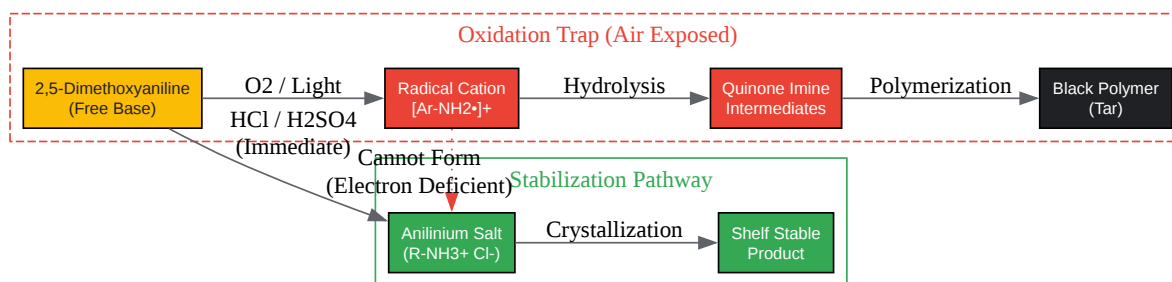 Oxidation Trap (Air Exposed)
2,5-Dimethoxyaniline
(Free Base)
O2 / Light
Radical Cation
[Ar-NH2•]+
Hydrolysis
Quinone Imine
Intermediates
Polymerization
Black Polymer
(Tar)
HCl / H2SO4
(Immediate)
Cannot Form
(Electron Deficient)
Stabilization Pathway
Anilinium Salt
(R-NH3+ Cl-)
Crystallization
Shelf Stable
Product